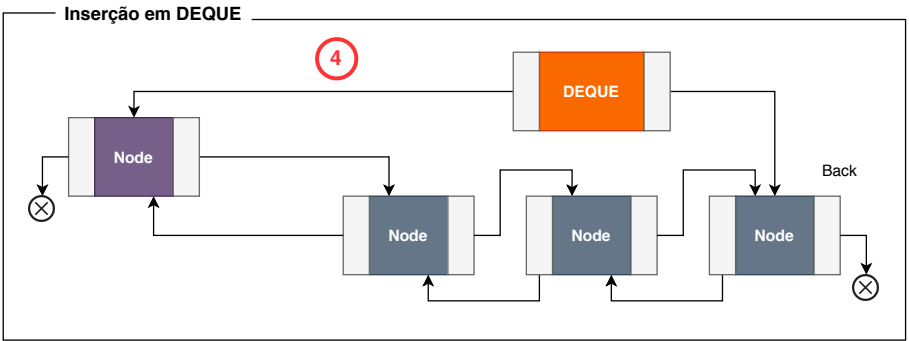 Inserção em DEQUE
4
DEQUE
Node
Back
Node
Node
Node